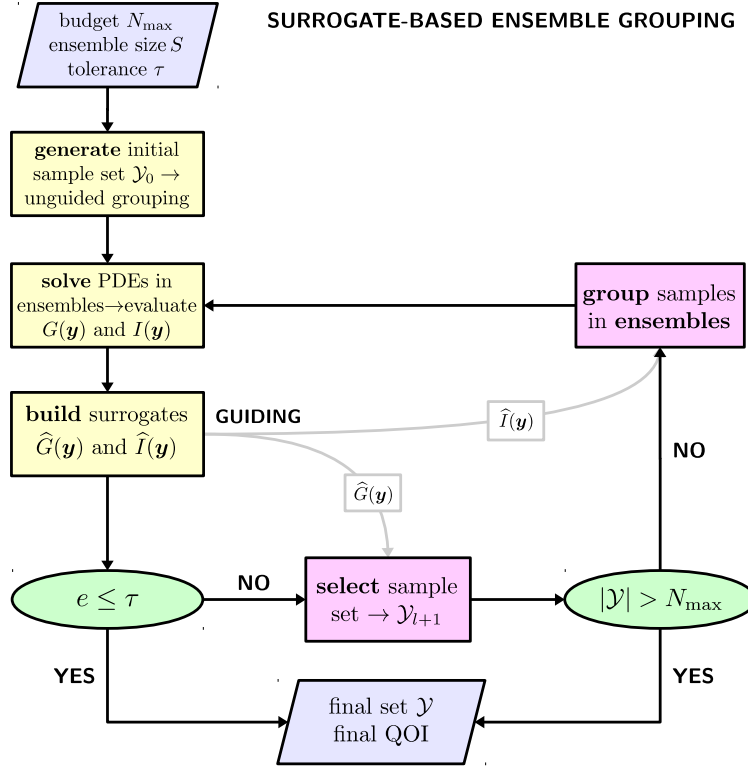 SURROGATE-BASED ENSEMBLE GROUPING
budget N_max
ensemble size S
tolerance τ
generate initial
sample set 𝒴₀ →
unguided grouping
solve PDEs in
ensembles→evaluate
G(y) and I(y)
group samples
in ensembles
build surrogates
Ĝ(y) and Î(y)
GUIDING
Î(y)
Ĝ(y)
NO
e ≤ τ
NO
select sample
set → 𝒴_{l+1}
|𝒴| > N_max
YES
YES
final set 𝒴
final QOI